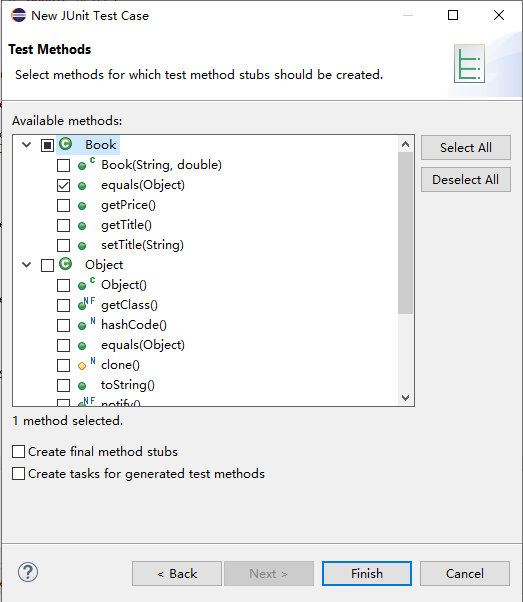 New JUnit Test Case
Test Methods
Select methods for which test method stubs should be created.
Available methods:
Book
Book(String, double)
equals(Object)
getPrice()
getTitle()
setTitle(String)
Object
Object()
getClass()
hashCode()
equals(Object)
clone()
toString()
notify()
Select All
Deselect All
1 method selected.
Create final method stubs
Create tasks for generated test methods
< Back
Next >
Finish
Cancel